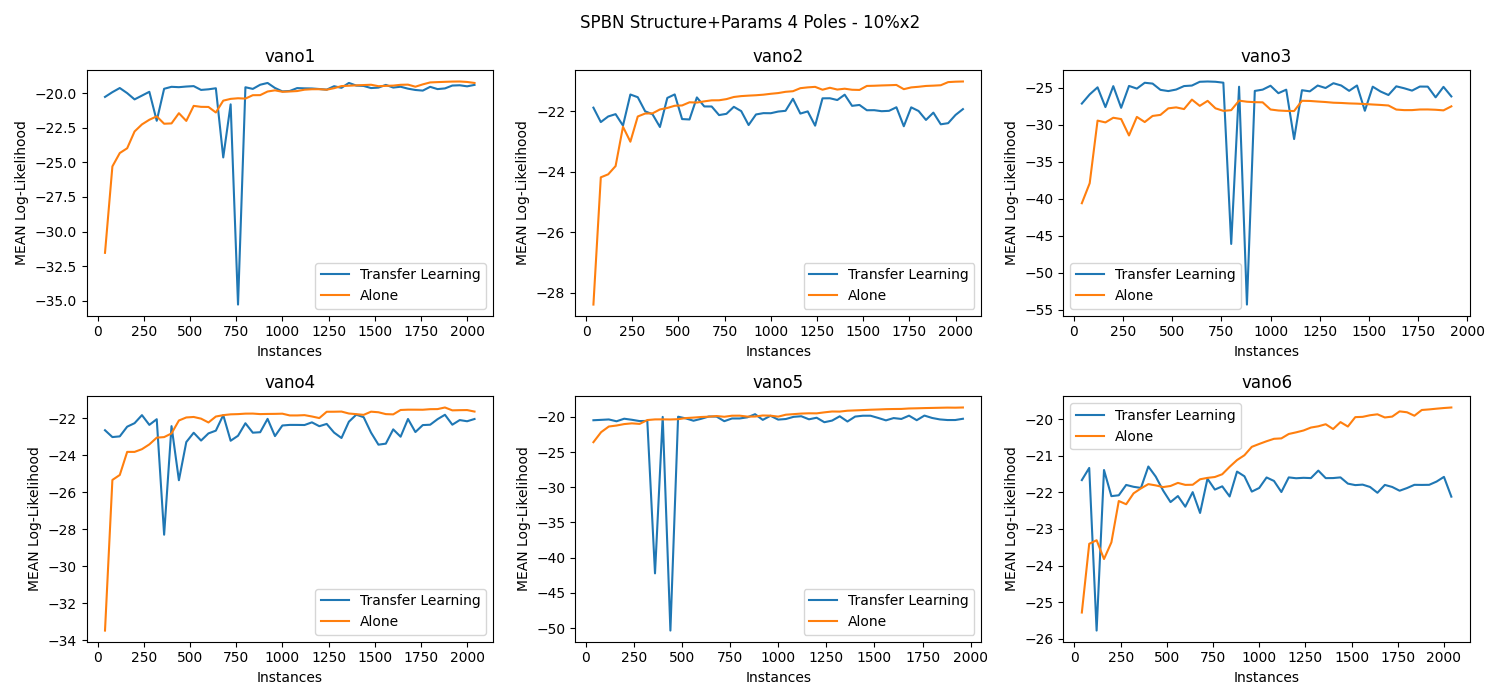 SPBN Structure+Params 4 Poles - 10%x2
vano1
MEAN Log-Likelihood
−20.0
−22.5
−25.0
−27.5
−30.0
−32.5
−35.0
0 250 500 750 1000 1250 1500 1750 2000
Instances
Transfer Learning
Alone
vano2
MEAN Log-Likelihood
−22
−24
−26
−28
0 250 500 750 1000 1250 1500 1750 2000
Instances
Transfer Learning
Alone
vano3
MEAN Log-Likelihood
−25
−30
−35
−40
−45
−50
−55
0 250 500 750 1000 1250 1500 1750 2000
Instances
Transfer Learning
Alone
vano4
MEAN Log-Likelihood
−22
−24
−26
−28
−30
−32
−34
0 250 500 750 1000 1250 1500 1750 2000
Instances
Transfer Learning
Alone
vano5
MEAN Log-Likelihood
−20
−25
−30
−35
−40
−45
−50
0 250 500 750 1000 1250 1500 1750 2000
Instances
Transfer Learning
Alone
vano6
MEAN Log-Likelihood
−20
−21
−22
−23
−24
−25
−26
0 250 500 750 1000 1250 1500 1750 2000
Instances
Transfer Learning
Alone